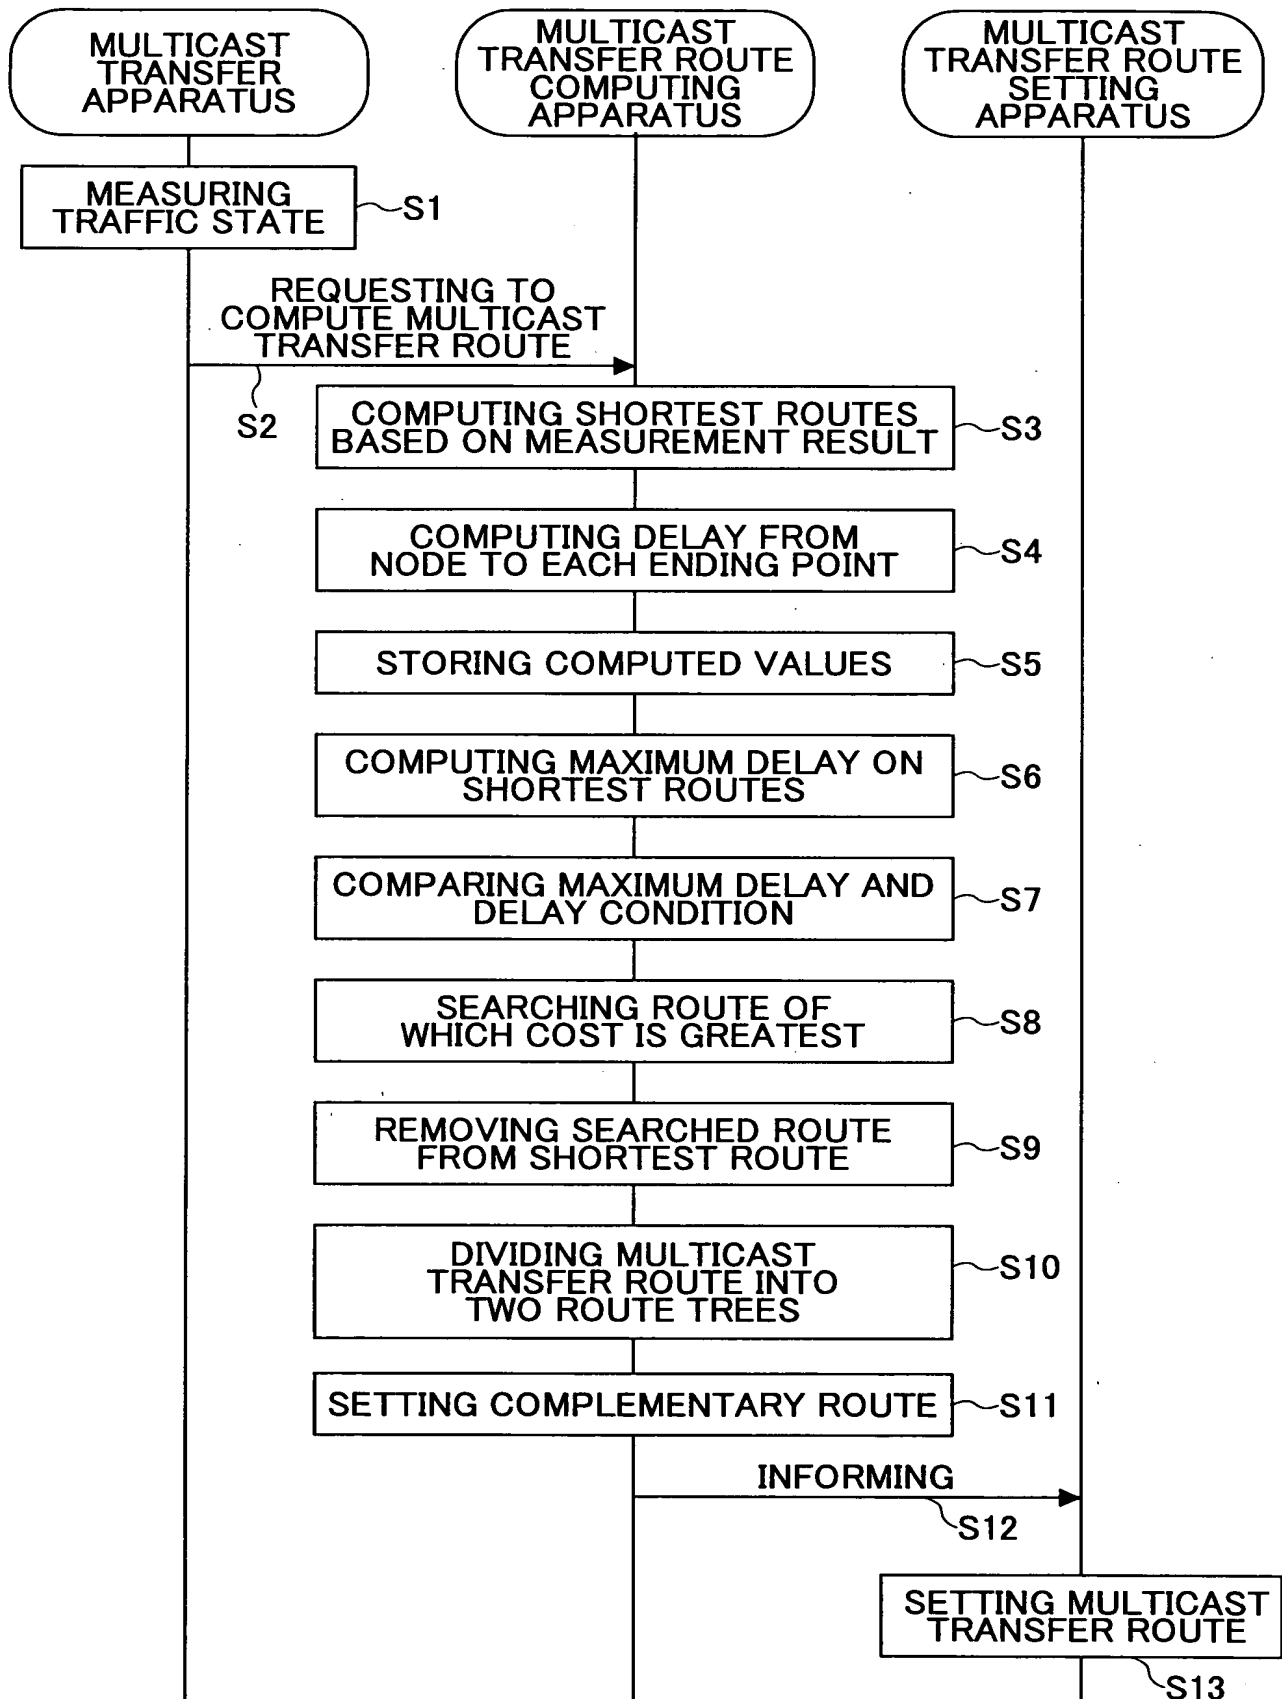 MULTICAST
TRANSFER
APPARATUS
MULTICAST
TRANSFER ROUTE
COMPUTING
APPARATUS
MULTICAST
TRANSFER ROUTE
SETTING
APPARATUS
MEASURING
TRAFFIC STATE
S1
REQUESTING TO
COMPUTE MULTICAST
TRANSFER ROUTE
S2
COMPUTING SHORTEST ROUTES
BASED ON MEASUREMENT RESULT
S3
COMPUTING DELAY FROM
NODE TO EACH ENDING POINT
S4
STORING COMPUTED VALUES
S5
COMPUTING MAXIMUM DELAY ON
SHORTEST ROUTES
S6
COMPARING MAXIMUM DELAY AND
DELAY CONDITION
S7
SEARCHING ROUTE OF
WHICH COST IS GREATEST
S8
REMOVING SEARCHED ROUTE
FROM SHORTEST ROUTE
S9
DIVIDING MULTICAST
TRANSFER ROUTE INTO
TWO ROUTE TREES
S10
SETTING COMPLEMENTARY ROUTE
S11
INFORMING
S12
SETTING MULTICAST
TRANSFER ROUTE
S13